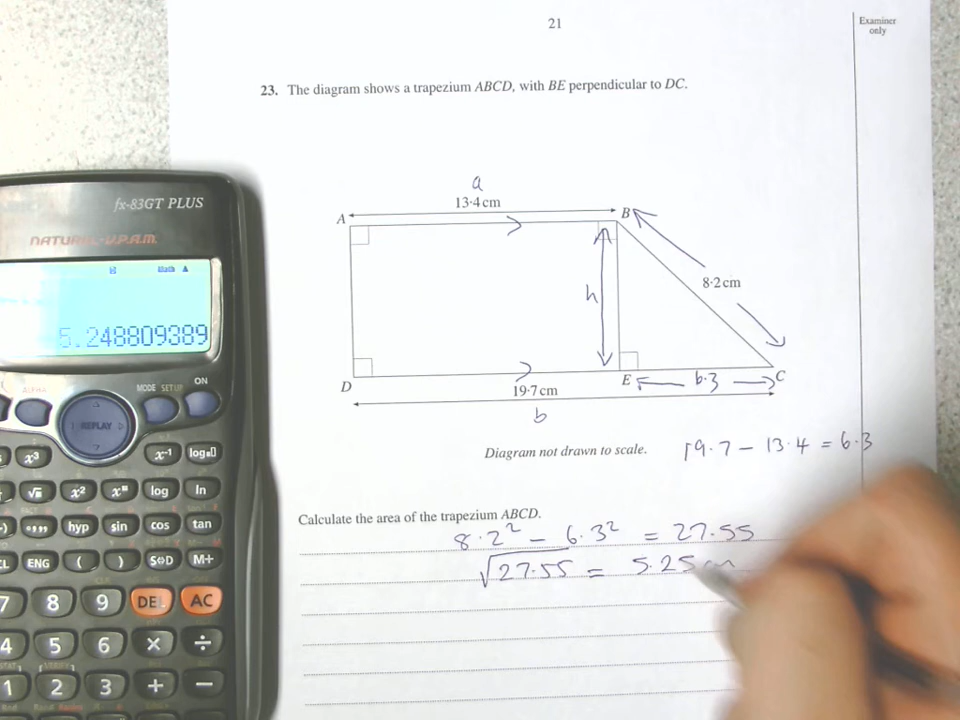 21
Examiner
only
23. The diagram shows a trapezium ABCD, with BE perpendicular to DC.
a
13·4 cm
A
B
h
8·2 cm
D
E
6.3
C
19·7 cm
b
Diagram not drawn to scale.
19.7 – 13.4 = 6.3
Calculate the area of the trapezium ABCD.
8.2² – 6.3² = 27.55
√27.55 = 5.25 cm
fx-83GT PLUS
NATURAL-V.P.A.M.
Math
5.248809389
ALPHA
MODE SETUP
ON
REPLAY
x³ x⁻¹ log
√ x² xⁿ log ln
hyp sin cos tan
ENG ( ) S⇔D M+
7 8 9 DEL AC
4 5 6 × ÷
1 2 3 + −